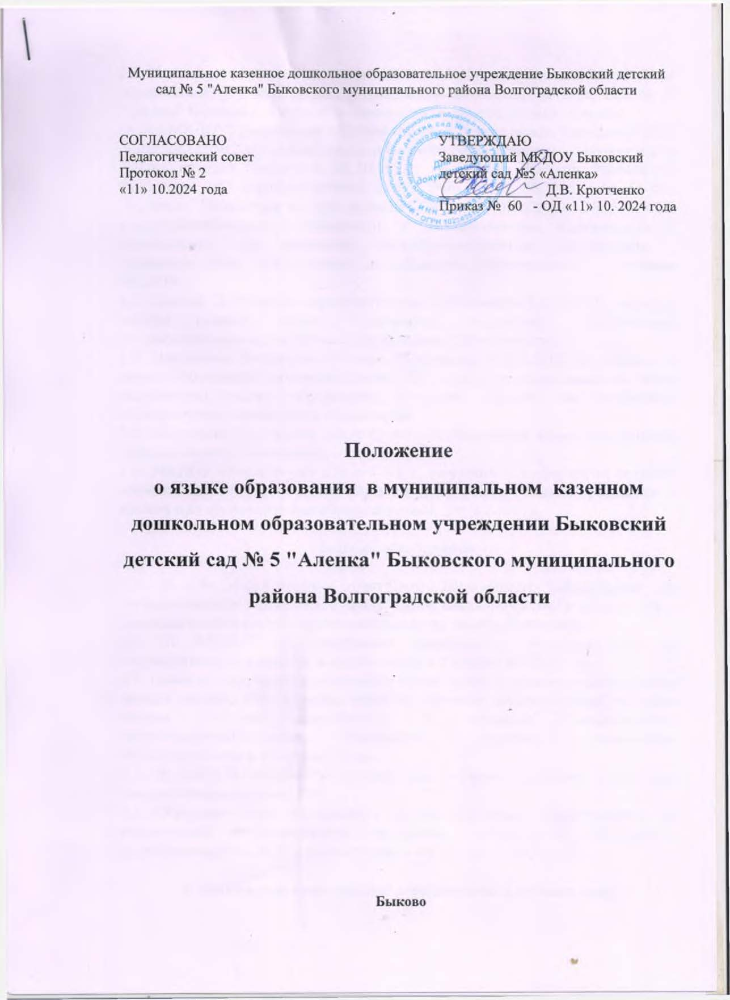 Муниципальное казенное дошкольное образовательное учреждение Быковский детский
сад № 5 "Аленка" Быковского муниципального района Волгоградской области
СОГЛАСОВАНО
Педагогический совет
Протокол № 2
«11» 10.2024 года
УТВЕРЖДАЮ
Заведующий МКДОУ Быковский
детский сад №5 «Аленка»
Д.В. Крютченко
Приказ № 60 - ОД «11» 10. 2024 года
Для
документов
Положение
о языке образования в муниципальном казенном
дошкольном образовательном учреждении Быковский
детский сад № 5 "Аленка" Быковского муниципального
района Волгоградской области
Быково